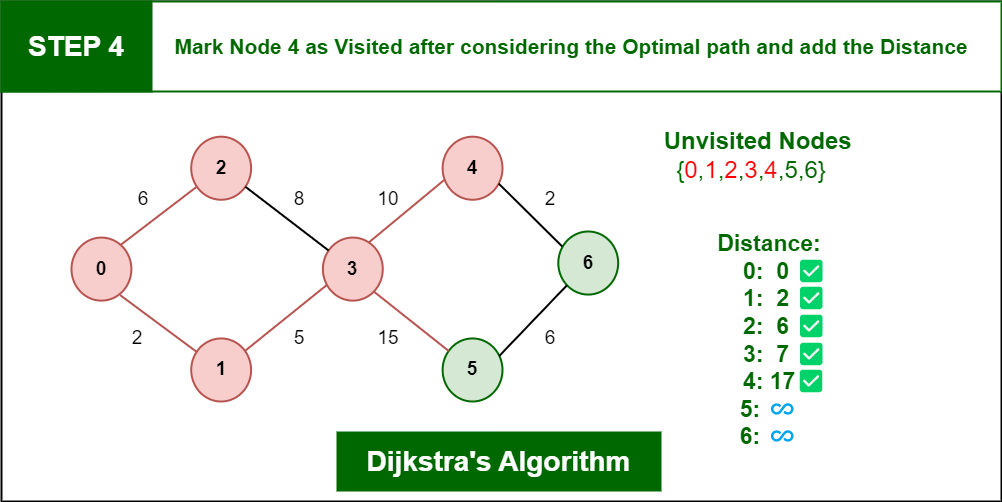 STEP 4
Mark Node 4 as Visited after considering the Optimal path and add the Distance
Unvisited Nodes
{0,1,2,3,4,5,6}
2
4
6
8
10
2
0
3
6
2
5
15
6
1
5
Distance:
0: 0 ✅
1: 2 ✅
2: 6 ✅
3: 7 ✅
4: 17 ✅
5: ∞
6: ∞
Dijkstra's Algorithm